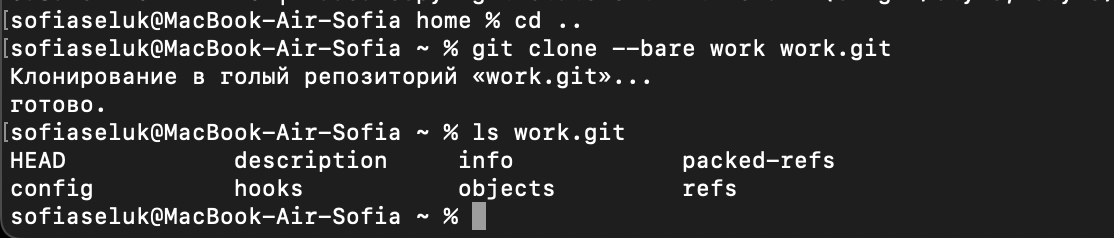 [sofiaseluk@MacBook-Air-Sofia home % cd ..
[sofiaseluk@MacBook-Air-Sofia ~ % git clone --bare work work.git
Клонирование в голый репозиторий «work.git»...
готово.
[sofiaseluk@MacBook-Air-Sofia ~ % ls work.git
HEAD description info packed-refs
config hooks objects refs
sofiaseluk@MacBook-Air-Sofia ~ %